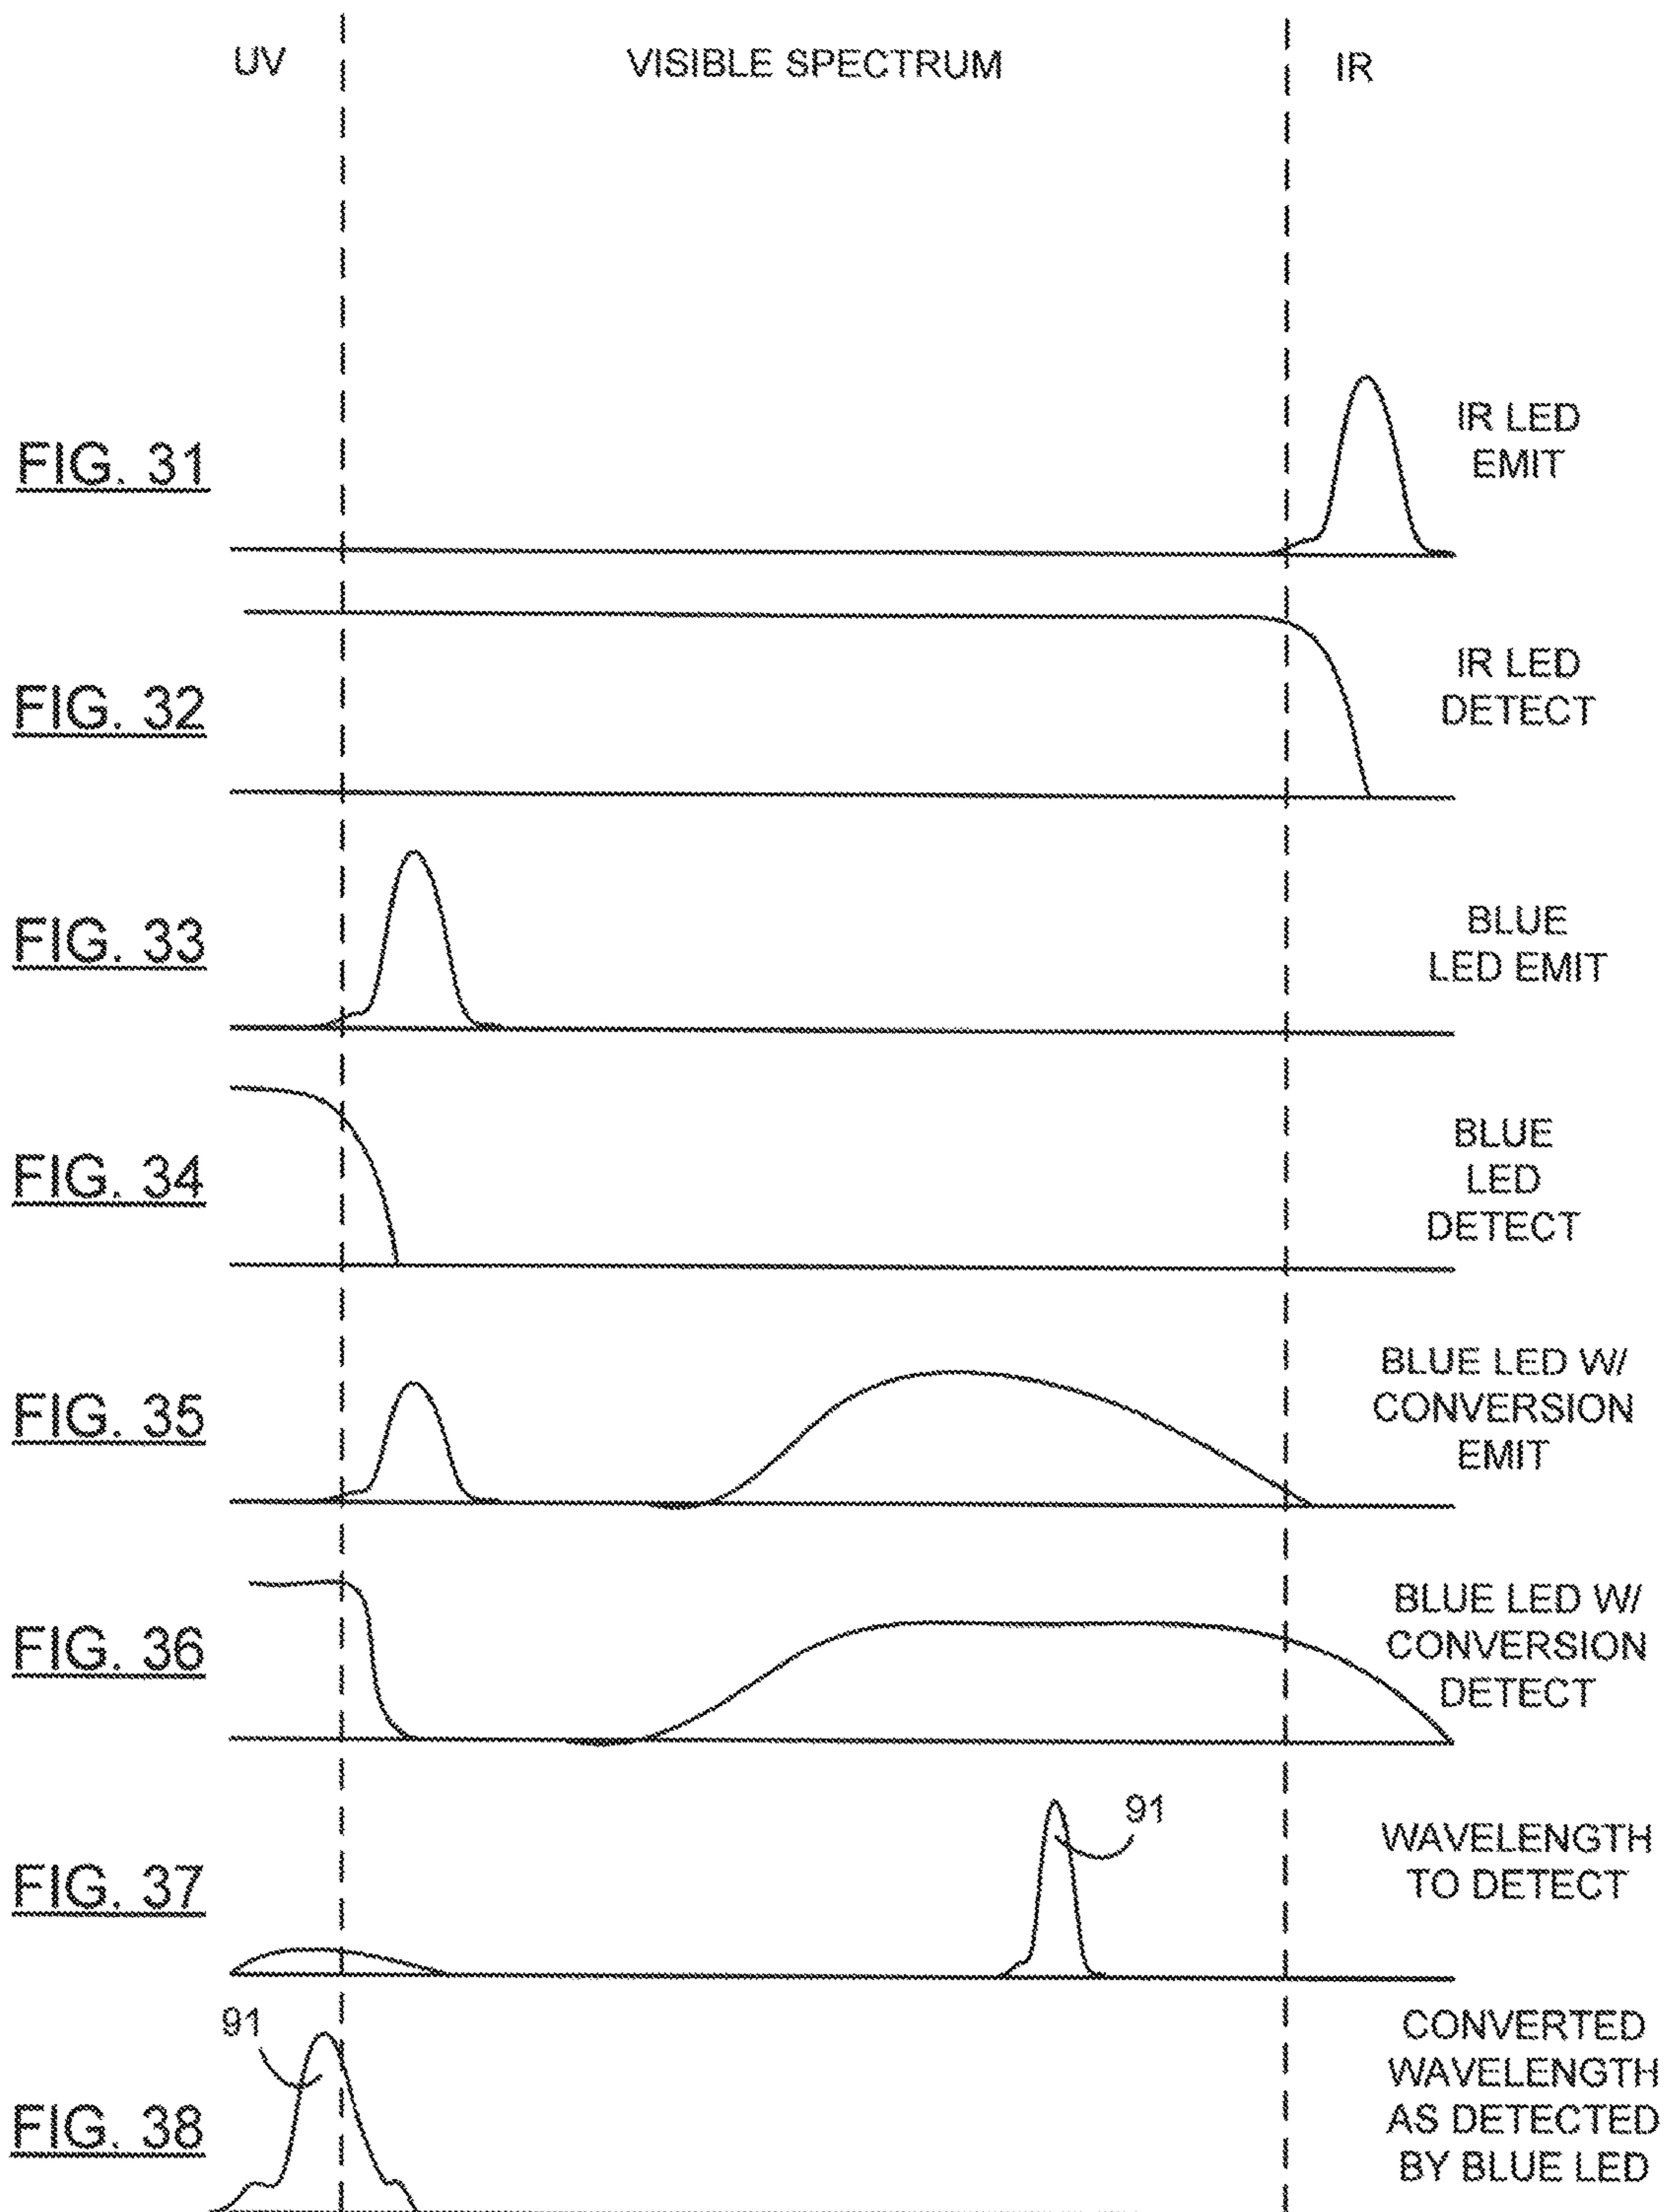 UV
VISIBLE SPECTRUM
IR
FIG. 31
IR LED
EMIT
FIG. 32
IR LED
DETECT
FIG. 33
BLUE
LED EMIT
FIG. 34
BLUE
LED
DETECT
FIG. 35
BLUE LED W/
CONVERSION
EMIT
FIG. 36
BLUE LED W/
CONVERSION
DETECT
FIG. 37
91
WAVELENGTH
TO DETECT
FIG. 38
91
CONVERTED
WAVELENGTH
AS DETECTED
BY BLUE LED